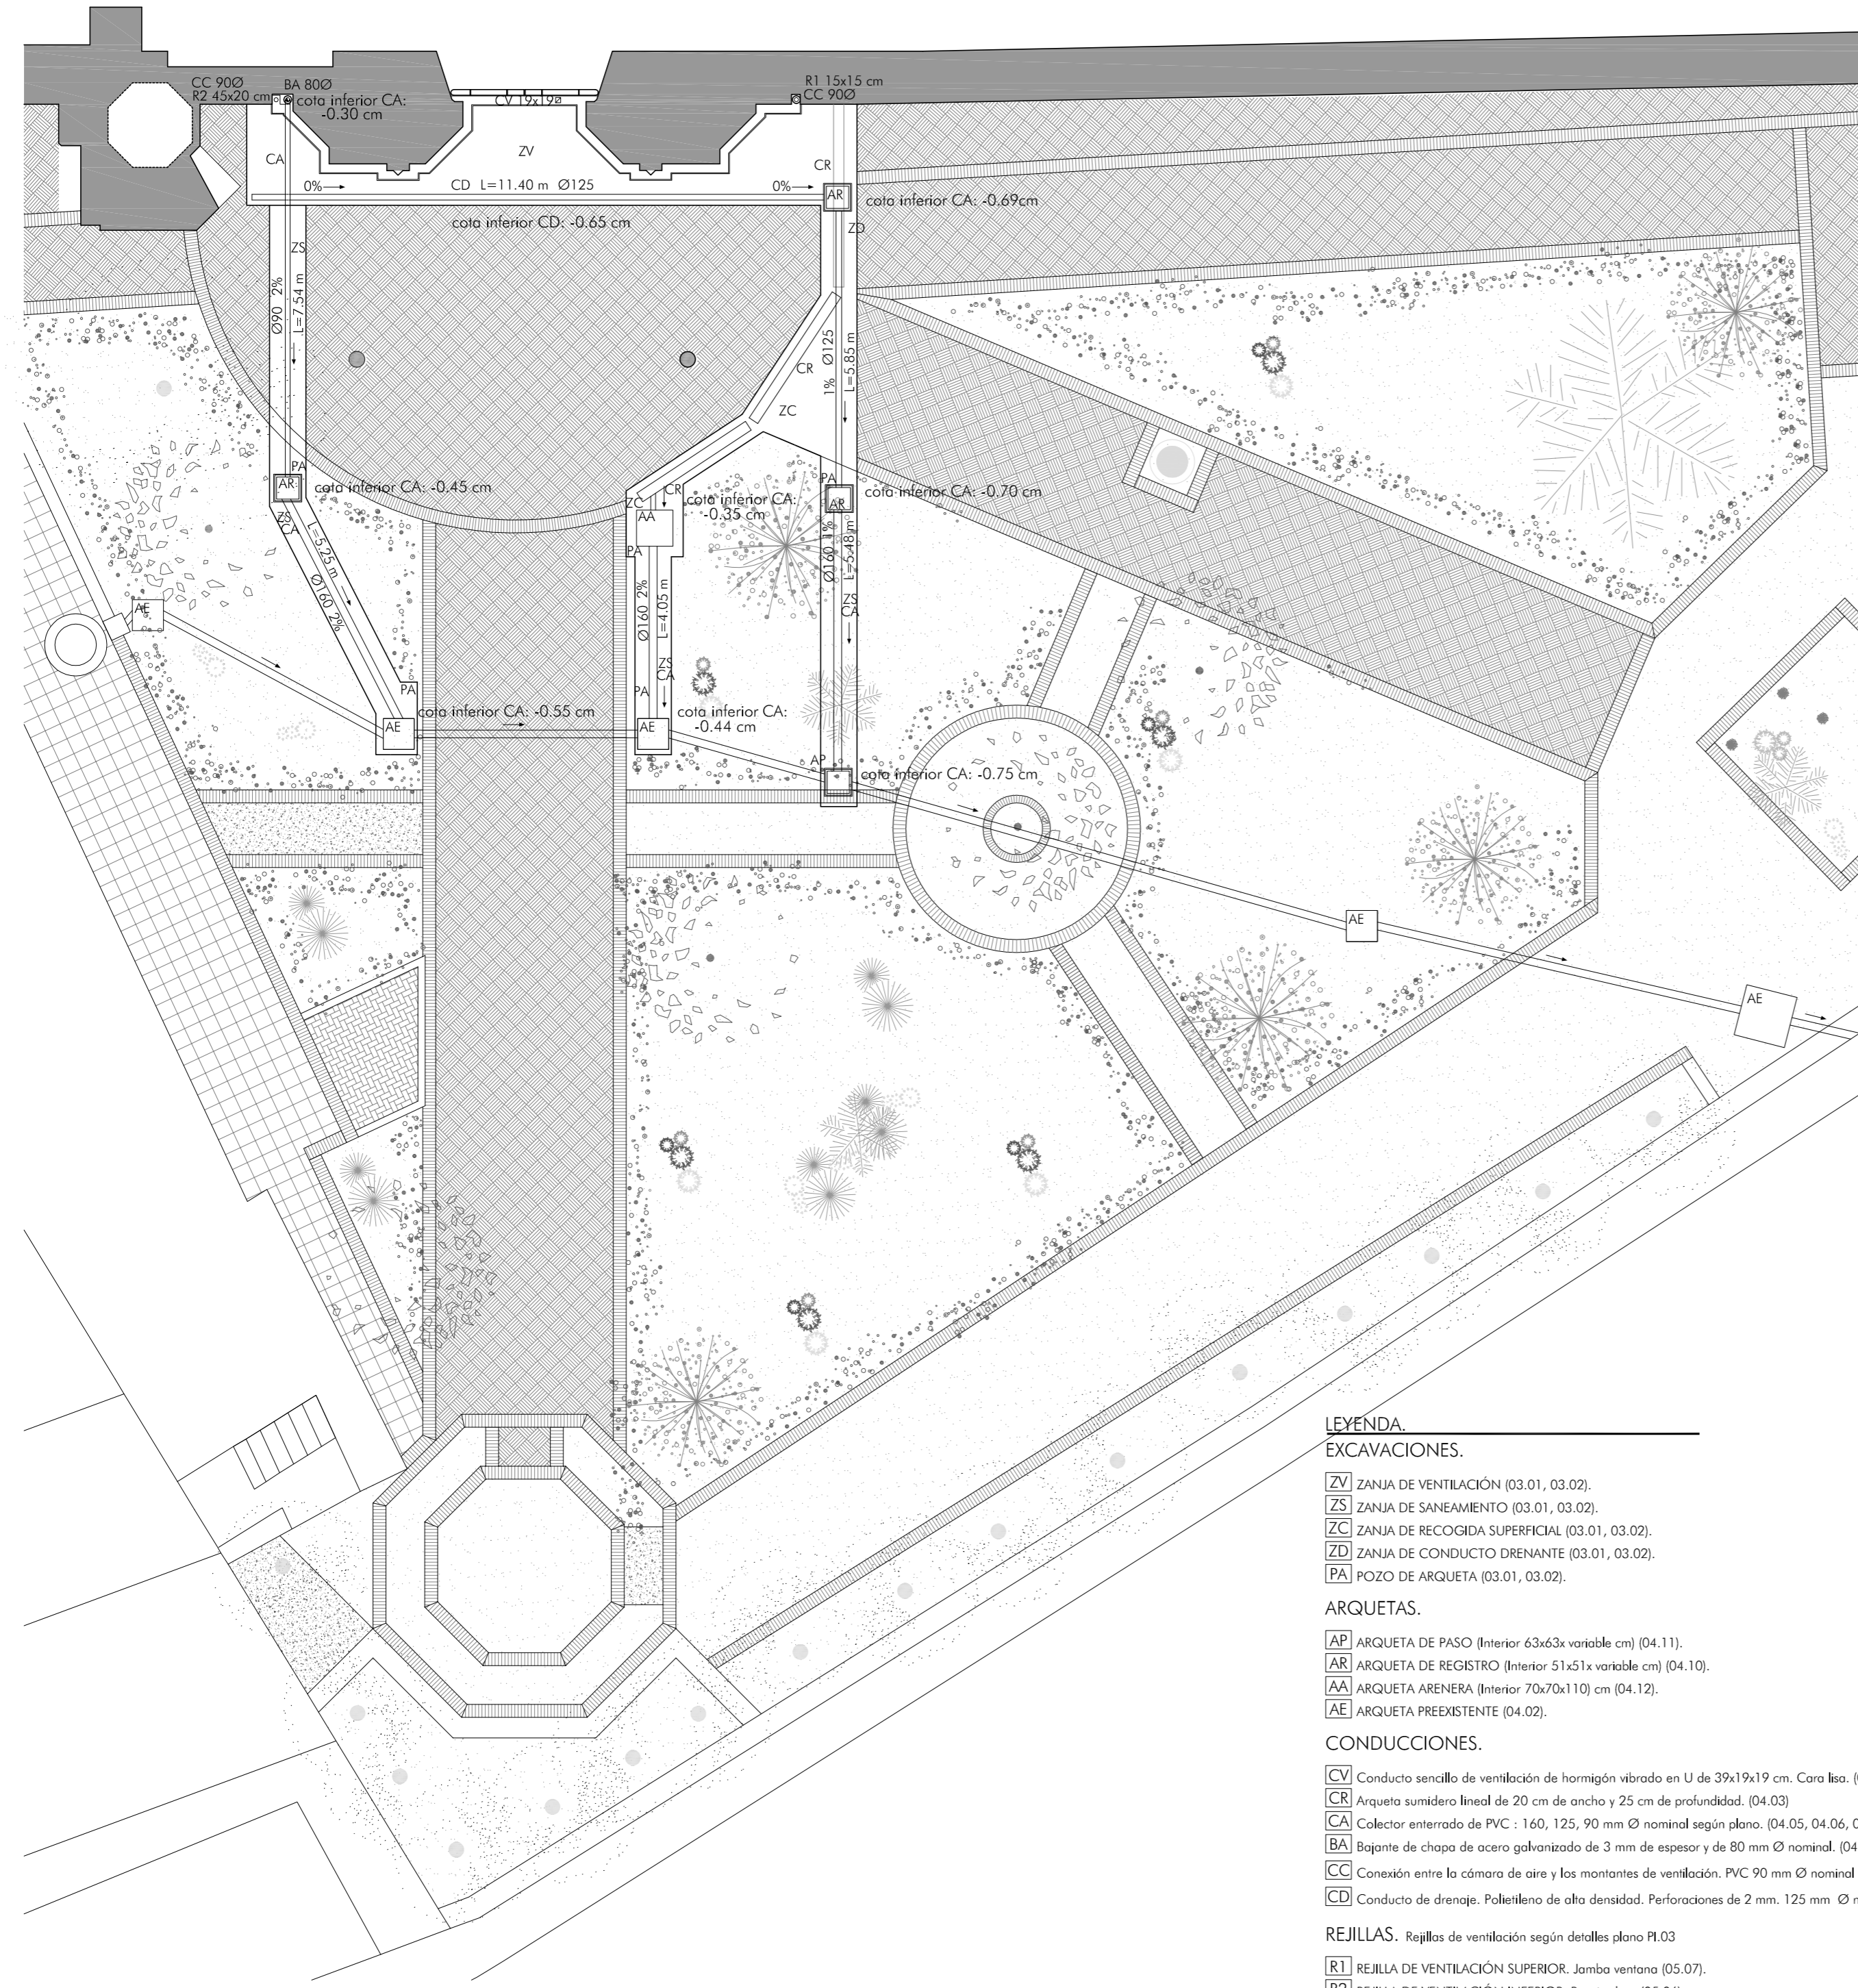 CC 90Ø
R2 45x20 cm
BA 80Ø
cota inferior CA:
-0.30 cm
CV 19x19Ø
R1 15x15 cm
CC 90Ø
CA
ZV
CR
0%
CD L=11.40 m Ø125
0%
AR
cota inferior CA: -0.69cm
cota inferior CD: -0.65 cm
ZD
ZS
Ø90 2%
L=7.54 m
1% Ø125
L=5.85 m
CR
ZC
PA
AR
cota inferior CA: -0.45 cm
ZS
CA
L=5.25 m
Ø160 2%
CR
ZC
AA
cota inferior CA:
-0.35 cm
PA
PA
AR
cota inferior CA: -0.70 cm
Ø160 1%
L=5.48m
ZS
CA
Ø160 2%
L=4.05 m
ZS
CA
PA
AE
PA
cota inferior CA: -0.55 cm
AE
AE
cota inferior CA:
-0.44 cm
AP
cota inferior CA: -0.75 cm
AE
AE
LEYENDA.
EXCAVACIONES.
ZV ZANJA DE VENTILACIÓN (03.01, 03.02).
ZS ZANJA DE SANEAMIENTO (03.01, 03.02).
ZC ZANJA DE RECOGIDA SUPERFICIAL (03.01, 03.02).
ZD ZANJA DE CONDUCTO DRENANTE (03.01, 03.02).
PA POZO DE ARQUETA (03.01, 03.02).
ARQUETAS.
AP ARQUETA DE PASO (Interior 63x63x variable cm) (04.11).
AR ARQUETA DE REGISTRO (Interior 51x51x variable cm) (04.10).
AA ARQUETA ARENERA (Interior 70x70x110) cm (04.12).
AE ARQUETA PREEXISTENTE (04.02).
CONDUCCIONES.
CV Conducto sencillo de ventilación de hormigón vibrado en U de 39x19x19 cm. Cara lisa. (
CR Arqueta sumidero lineal de 20 cm de ancho y 25 cm de profundidad. (04.03)
CA Colector enterrado de PVC : 160, 125, 90 mm Ø nominal según plano. (04.05, 04.06, 0
BA Bajante de chapa de acero galvanizado de 3 mm de espesor y de 80 mm Ø nominal. (04
CC Conexión entre la cámara de aire y los montantes de ventilación. PVC 90 mm Ø nominal
CD Conducto de drenaje. Polietileno de alta densidad. Perforaciones de 2 mm. 125 mm Ø n
REJILLAS. Rejillas de ventilación según detalles plano PI.03
R1 REJILLA DE VENTILACIÓN SUPERIOR. Jamba ventana (05.07).